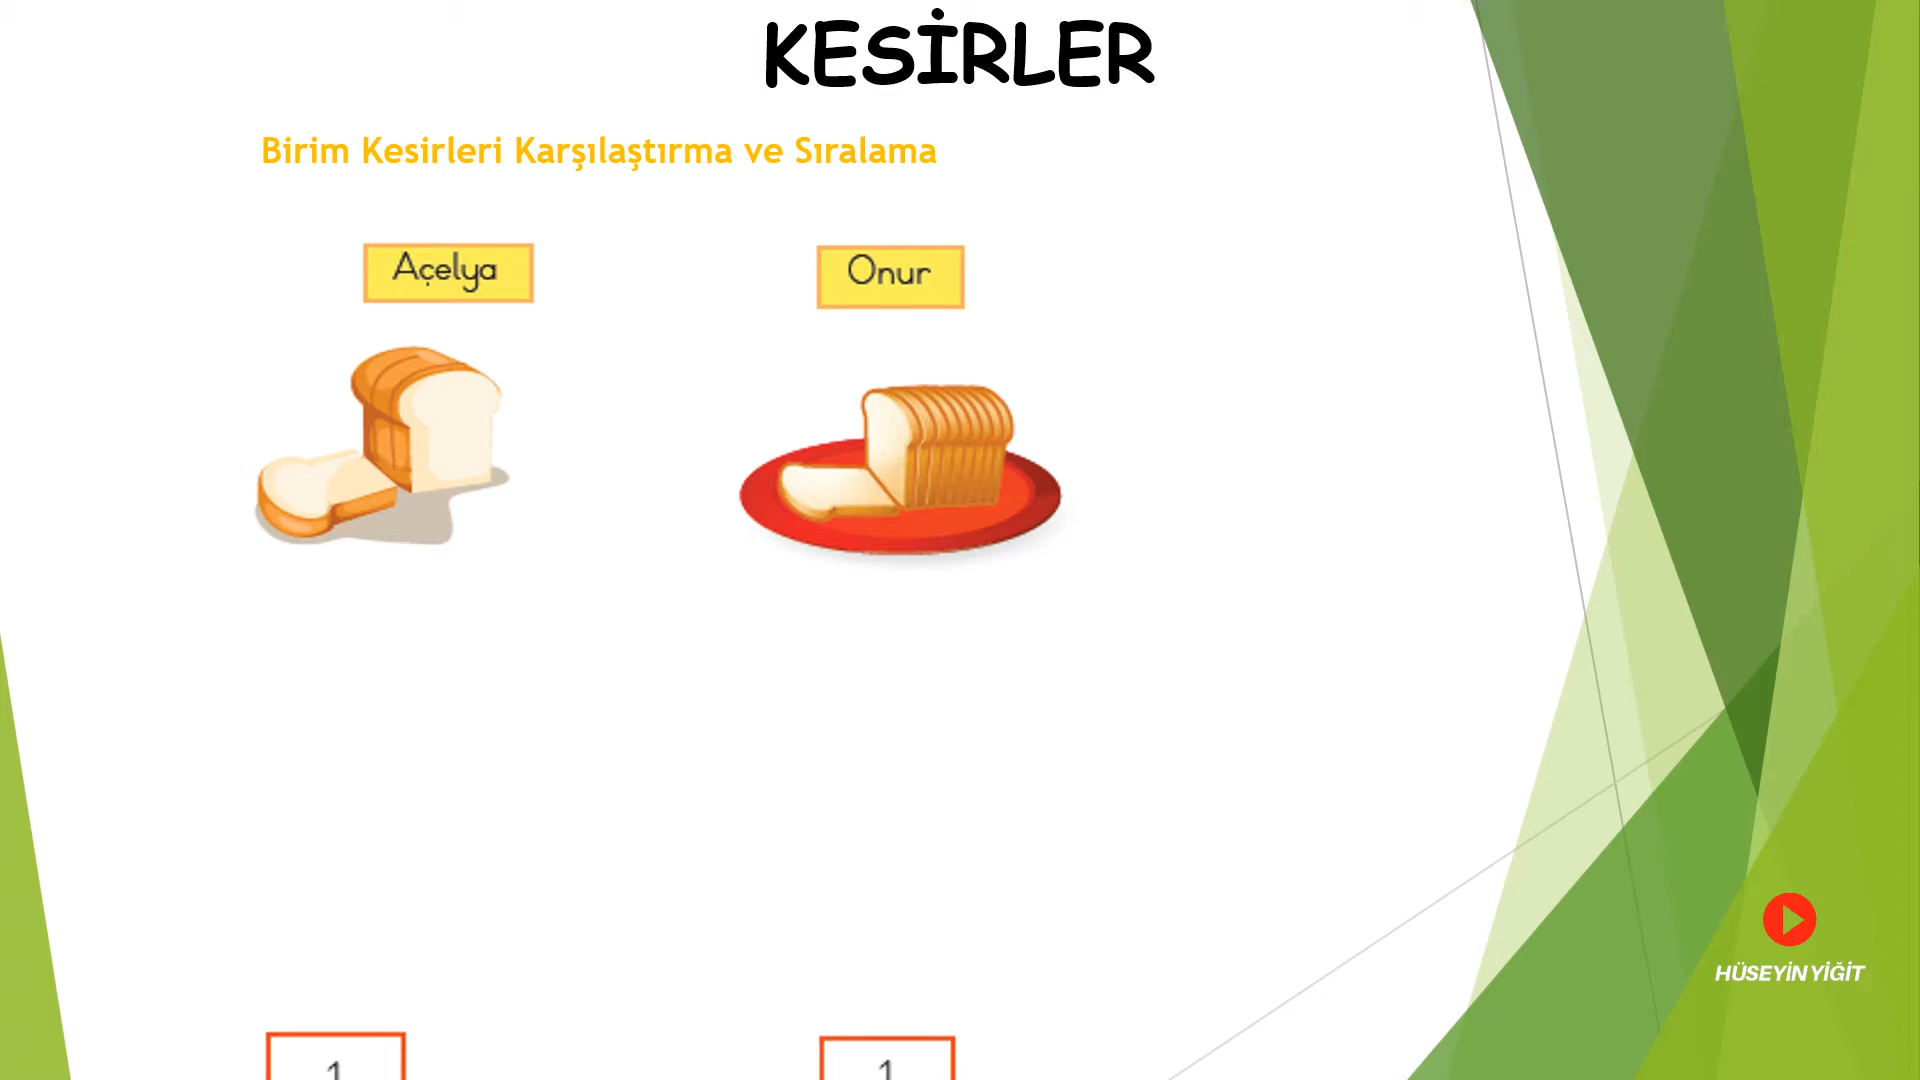 KESİRLER
Birim Kesirleri Karşılaştırma ve Sıralama
Açelya
Onur
1
1
HÜSEYİN YİĞİT